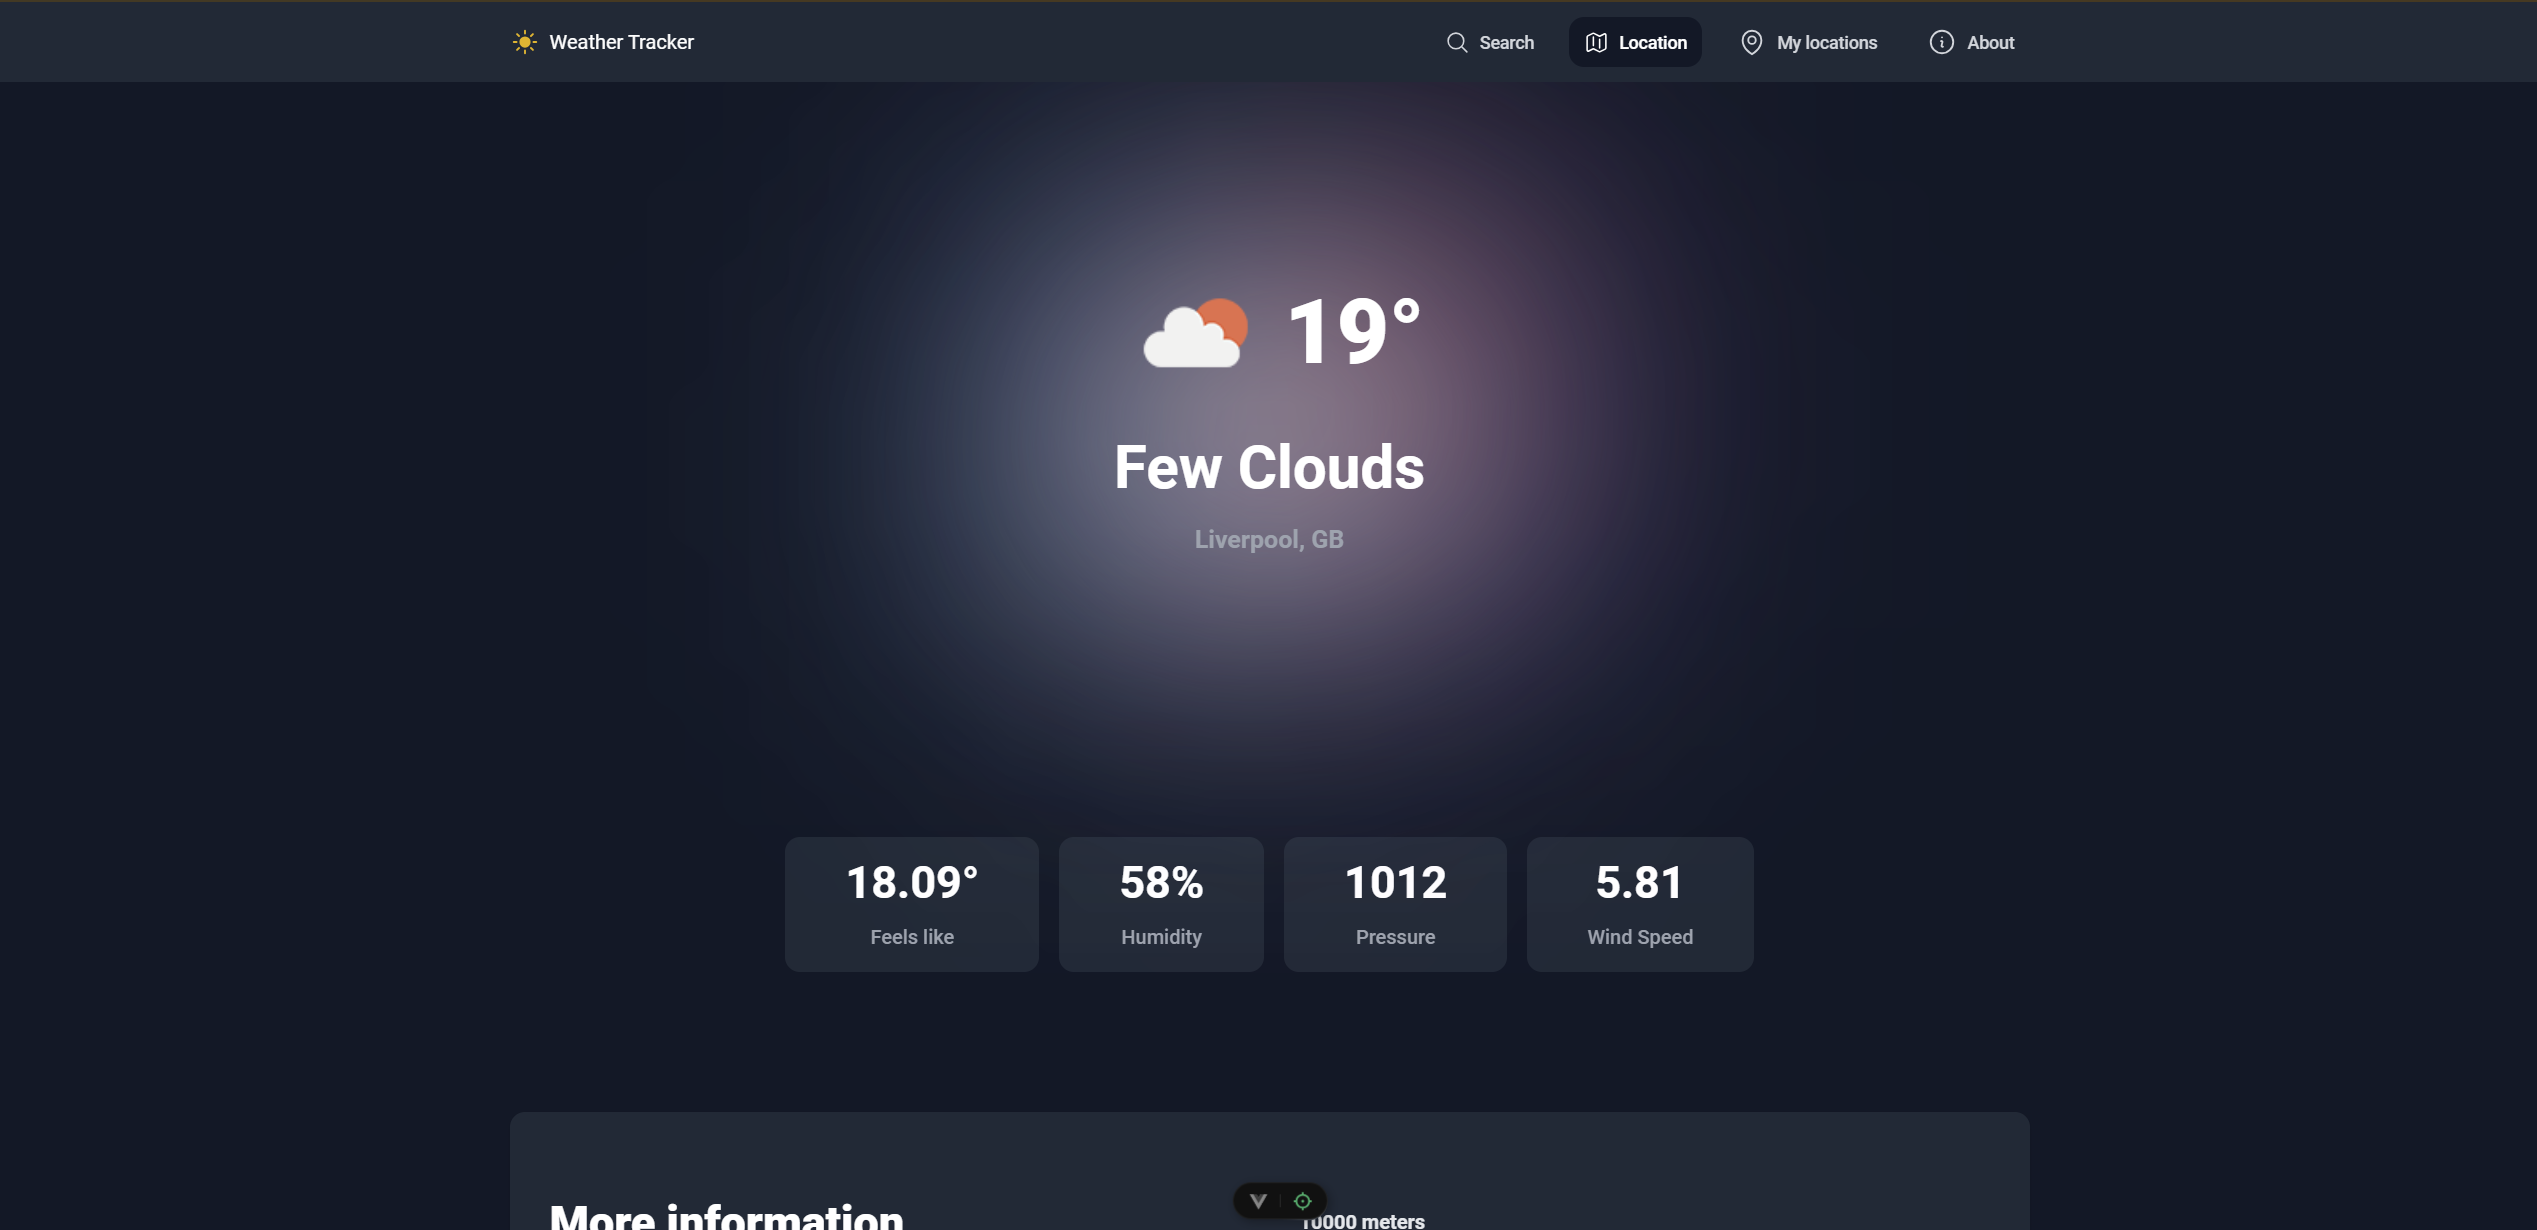 Weather Tracker
Search
Location
My locations
About
19°
Few Clouds
Liverpool, GB
18.09°
Feels like
58%
Humidity
1012
Pressure
5.81
Wind Speed
More information
10000 meters